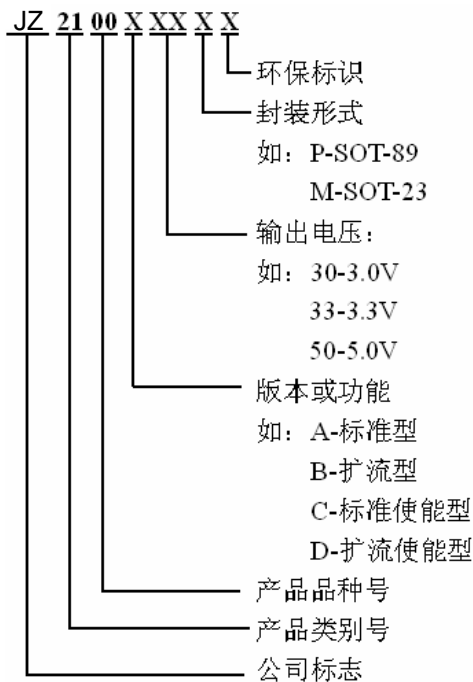 JZ 21 00 X XX X X
环保标识
封装形式
如：P-SOT-89
M-SOT-23
输出电压：
如：30-3.0V
33-3.3V
50-5.0V
版本或功能
如：A-标准型
B-扩流型
C-标准使能型
D-扩流使能型
产品品种号
产品类别号
公司标志